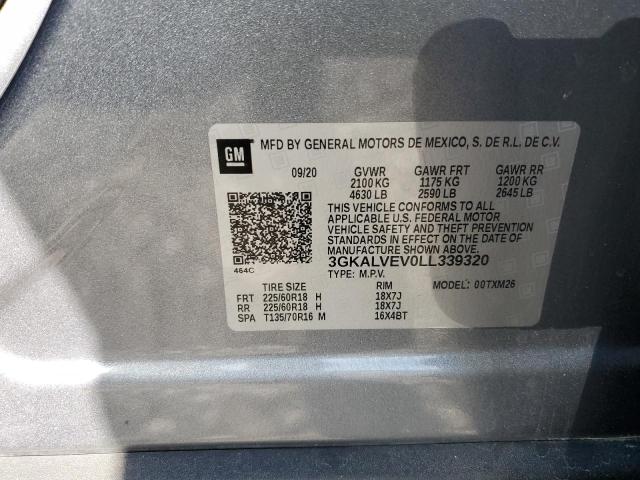 GM
MFD BY GENERAL MOTORS DE MEXICO, S. DE R.L. DE C.V.
09/20 GVWR GAWR FRT GAWR RR
2100 KG 1175 KG 1200 KG
4630 LB 2590 LB 2645 LB
THIS VEHICLE CONFORMS TO ALL
APPLICABLE U.S. FEDERAL MOTOR
VEHICLE SAFETY AND THEFT PREVENTION
STANDARDS IN EFFECT ON THE DATE OF
MANUFACTURE SHOWN ABOVE.
3GKALVEV0LL339320
464C
TYPE: M.P.V. MODEL: 00TXM26
TIRE SIZE RIM
FRT 225/60R18 H 18X7J
RR 225/60R18 H 18X7J
SPA T135/70R16 M 16X4BT